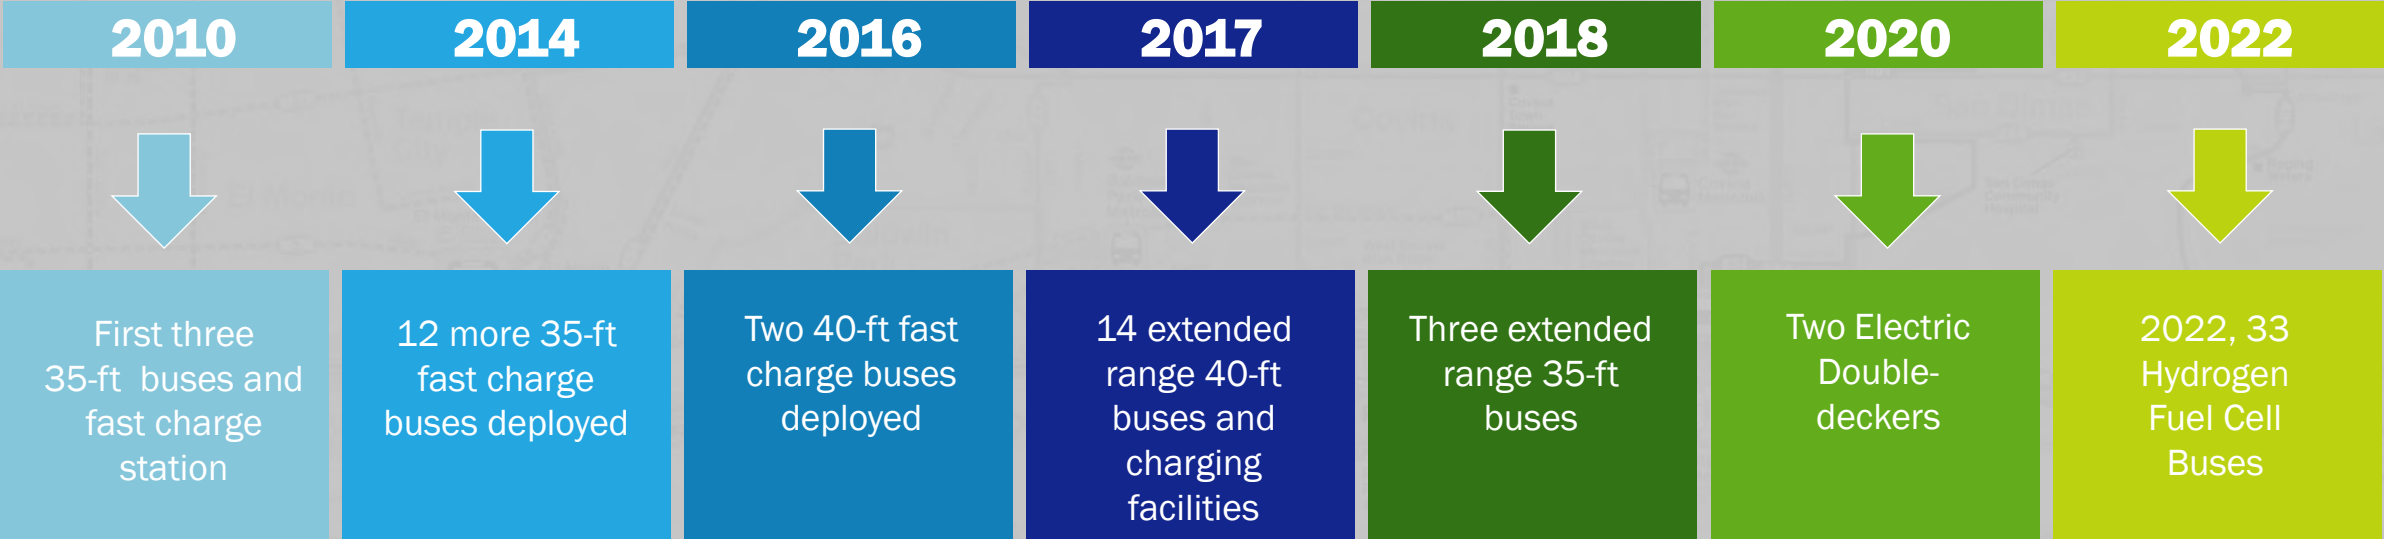 2010
First three
35-ft buses and
fast charge
station
2014
12 more 35-ft
fast charge
buses deployed
2016
Two 40-ft fast
charge buses
deployed
2017
14 extended
range 40-ft
buses and
charging
facilities
2018
Three extended
range 35-ft
buses
2020
Two Electric
Double-
deckers
2022
2022, 33
Hydrogen
Fuel Cell
Buses